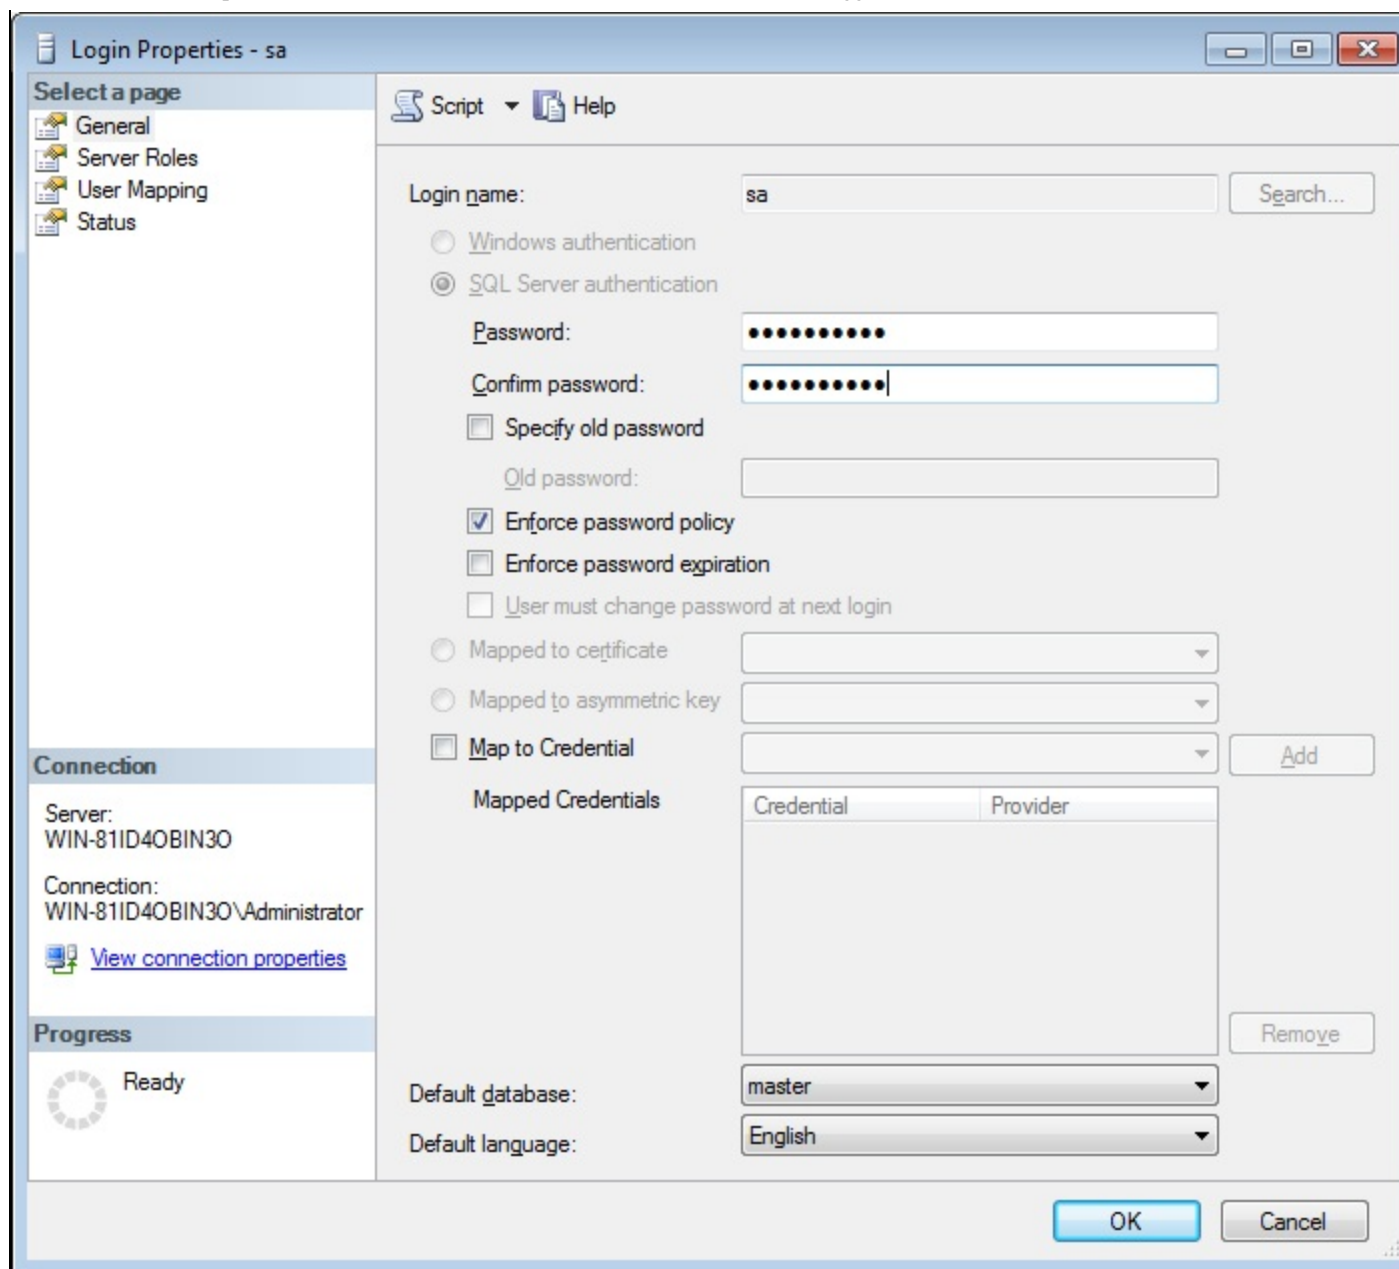 Login Properties - sa
Select a page
General
Server Roles
User Mapping
Status
Script
Help
Login name:
sa
Search...
Windows authentication
SQL Server authentication
Password:
••••••••••
Confirm password:
••••••••••
Specify old password
Old password:
Enforce password policy
Enforce password expiration
User must change password at next login
Mapped to certificate
Mapped to asymmetric key
Map to Credential
Add
Mapped Credentials
Credential
Provider
Remove
Default database:
master
Default language:
English
Connection
Server:
WIN-81ID4OBIN3O
Connection:
WIN-81ID4OBIN3O\Administrator
View connection properties
Progress
Ready
OK
Cancel